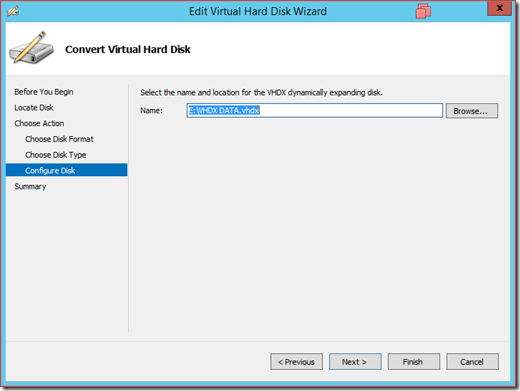 Edit Virtual Hard Disk Wizard
x
Convert Virtual Hard Disk
Before You Begin
Locate Disk
Choose Action
Choose Disk Format
Choose Disk Type
Configure Disk
Summary
Select the name and location for the VHDX dynamically expanding disk.
Name:
E:\VHDX DATA.vhdx
Browse...
< Previous
Next >
Finish
Cancel